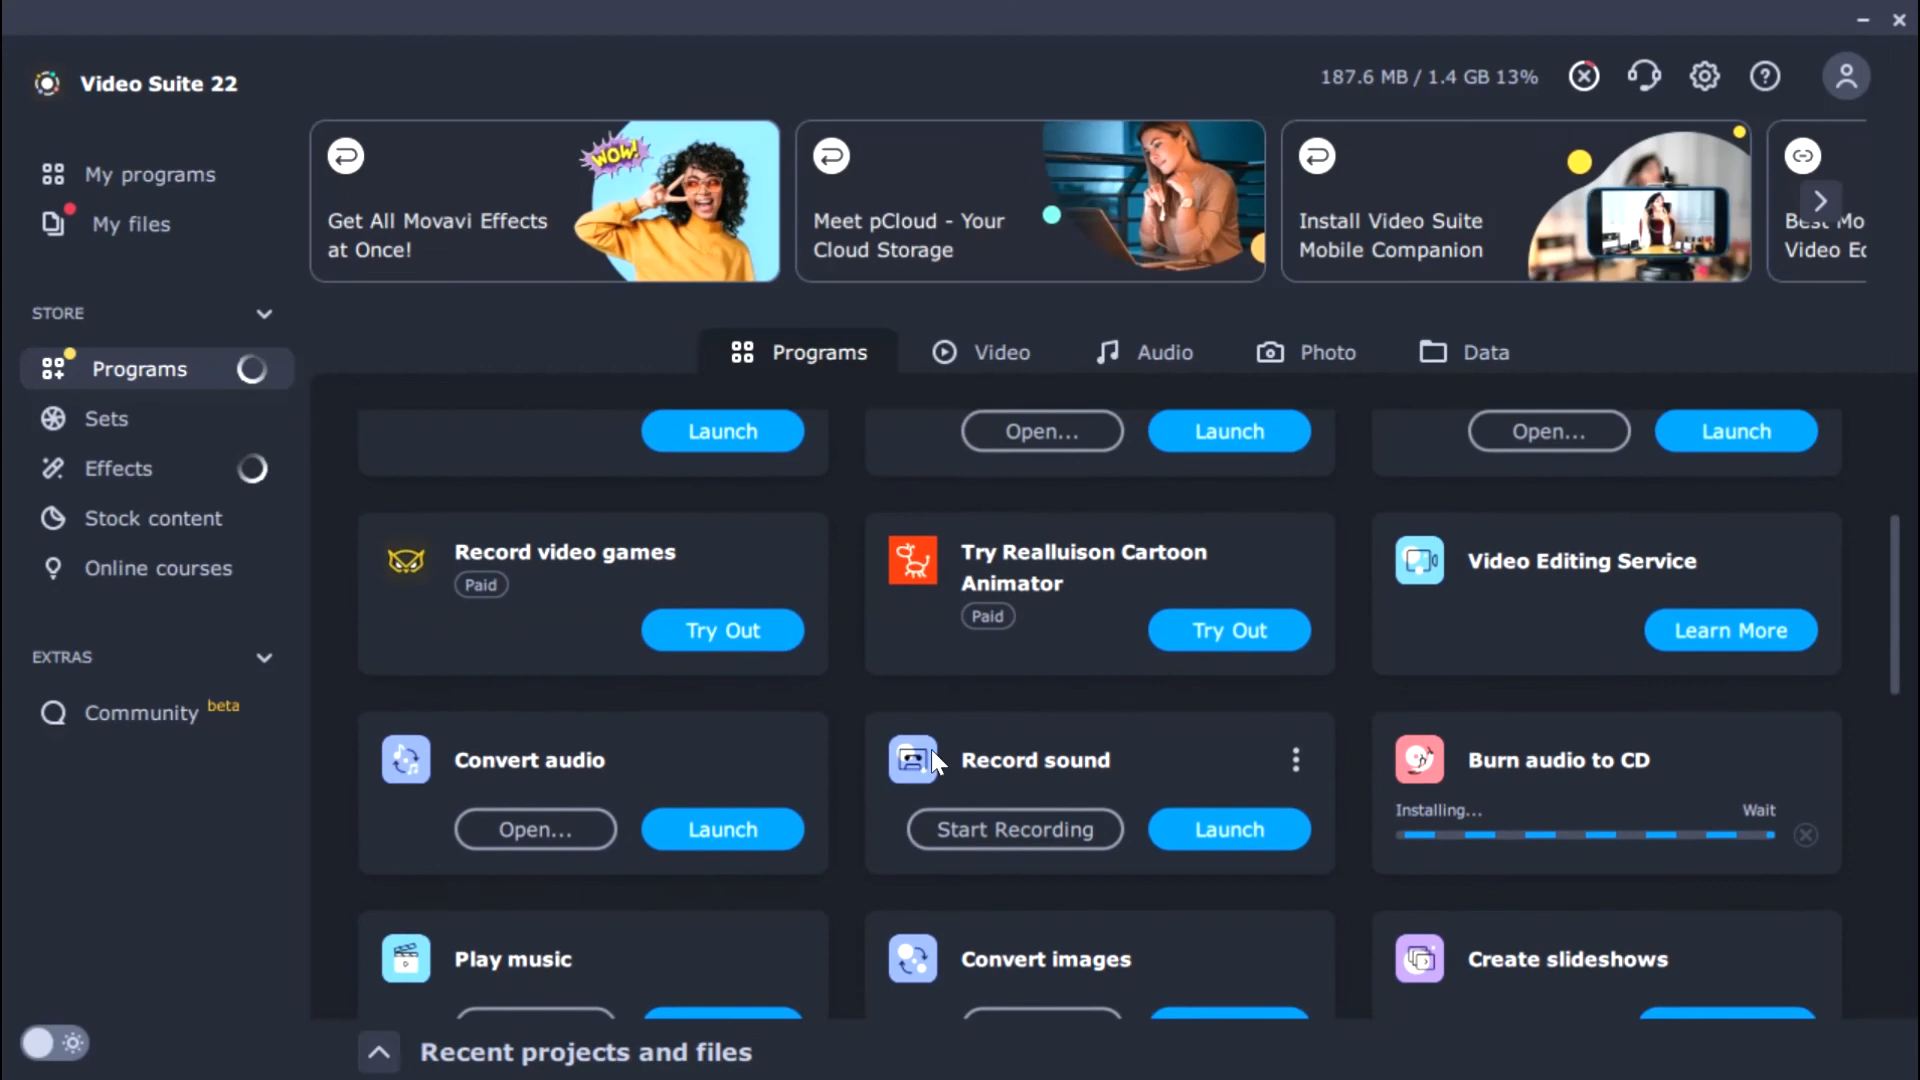 Video Suite 22
187.6 MB / 1.4 GB 13%
My programs
My files
WOW!
Get All Movavi Effects
at Once!
Meet pCloud - Your
Cloud Storage
Install Video Suite
Mobile Companion
Best Mo
Video Ec
STORE
Programs
Sets
Effects
Stock content
Online courses
EXTRAS
Community beta
Programs
Video
Audio
Photo
Data
Launch
Open...
Launch
Open...
Launch
Record video games
Paid
Try Out
Try Realluison Cartoon
Animator
Paid
Try Out
Video Editing Service
Learn More
Convert audio
Open...
Launch
Record sound
Start Recording
Launch
Burn audio to CD
Installing...
Wait
Play music
Convert images
Create slideshows
Recent projects and files